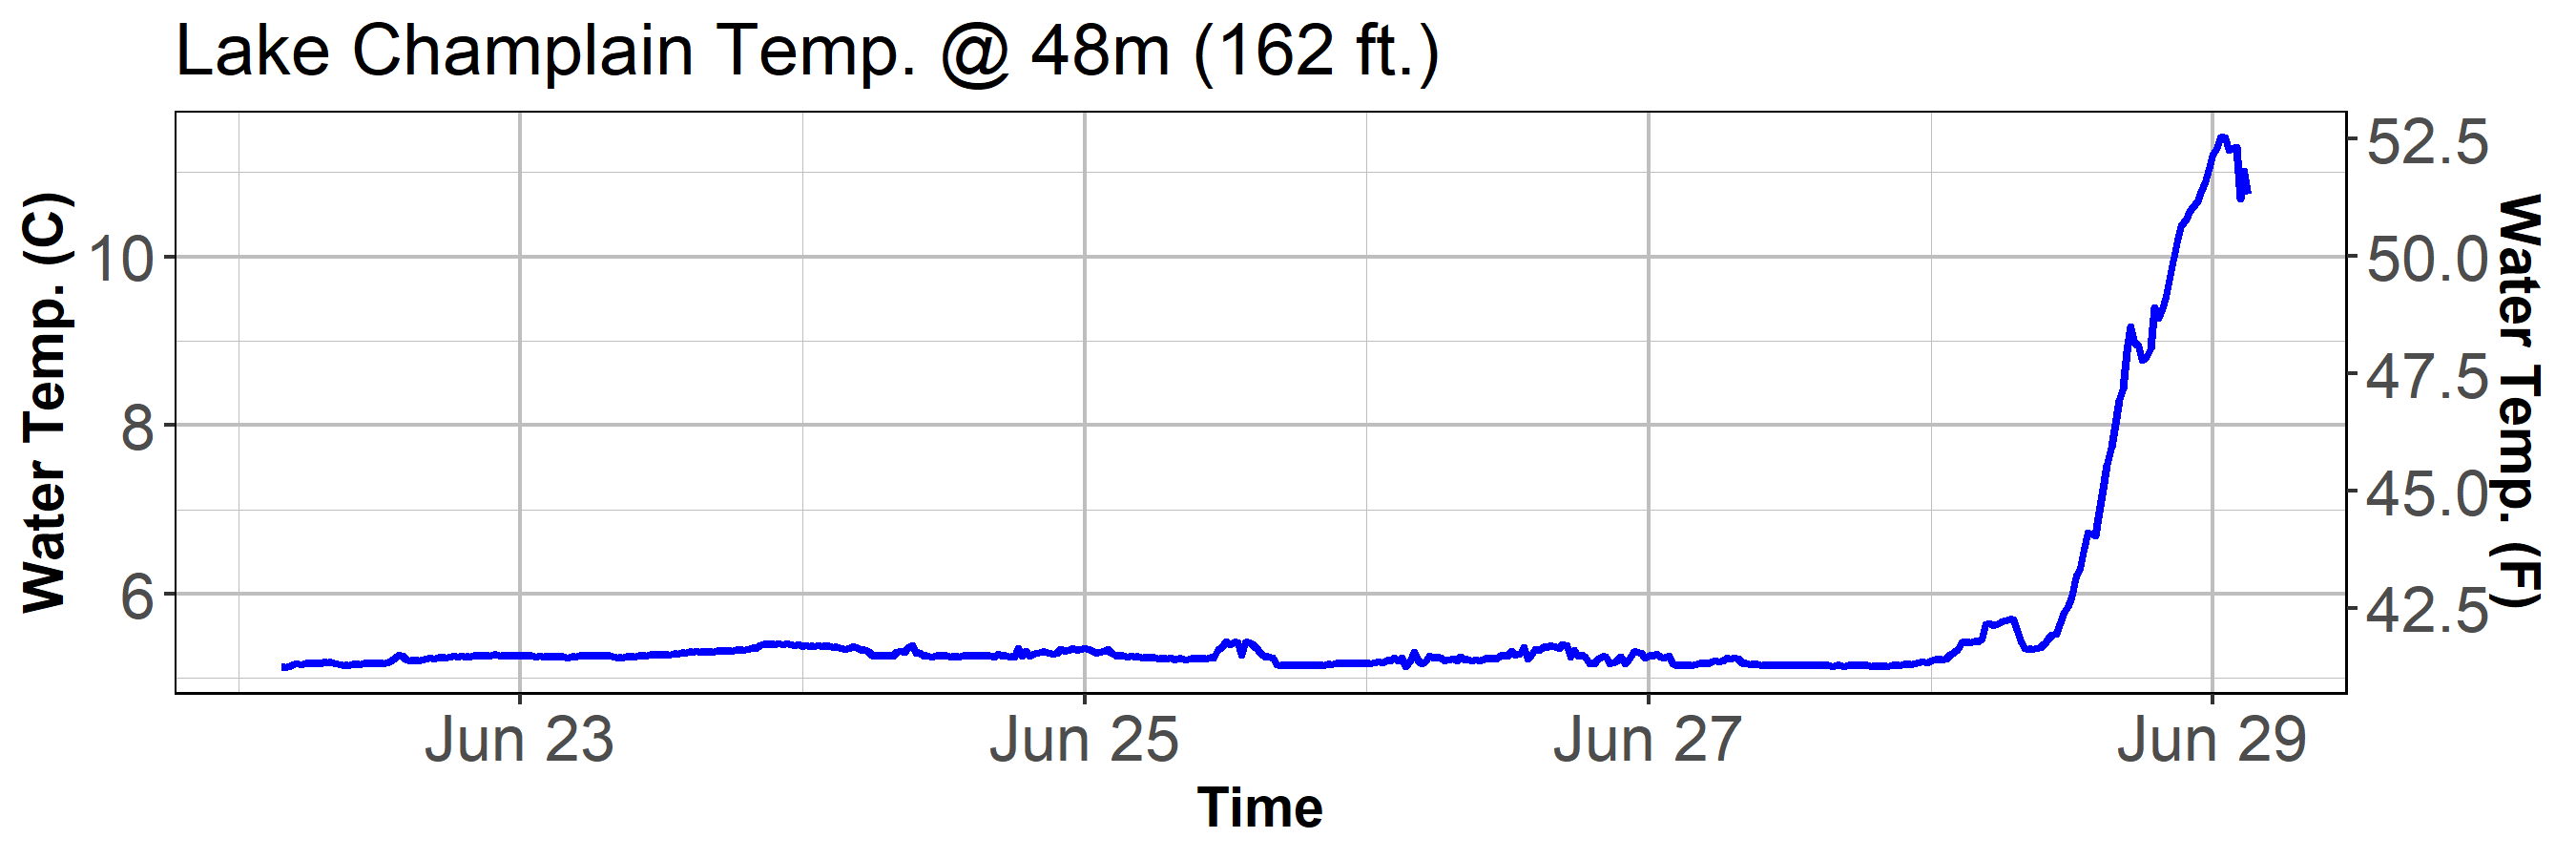 Lake Champlain Temp. @ 48m (162 ft.)
Water Temp. (C)
10
8
6
52.5
50.0
47.5
45.0
42.5
Water Temp. (F)
Jun 23 Jun 25 Jun 27 Jun 29
Time